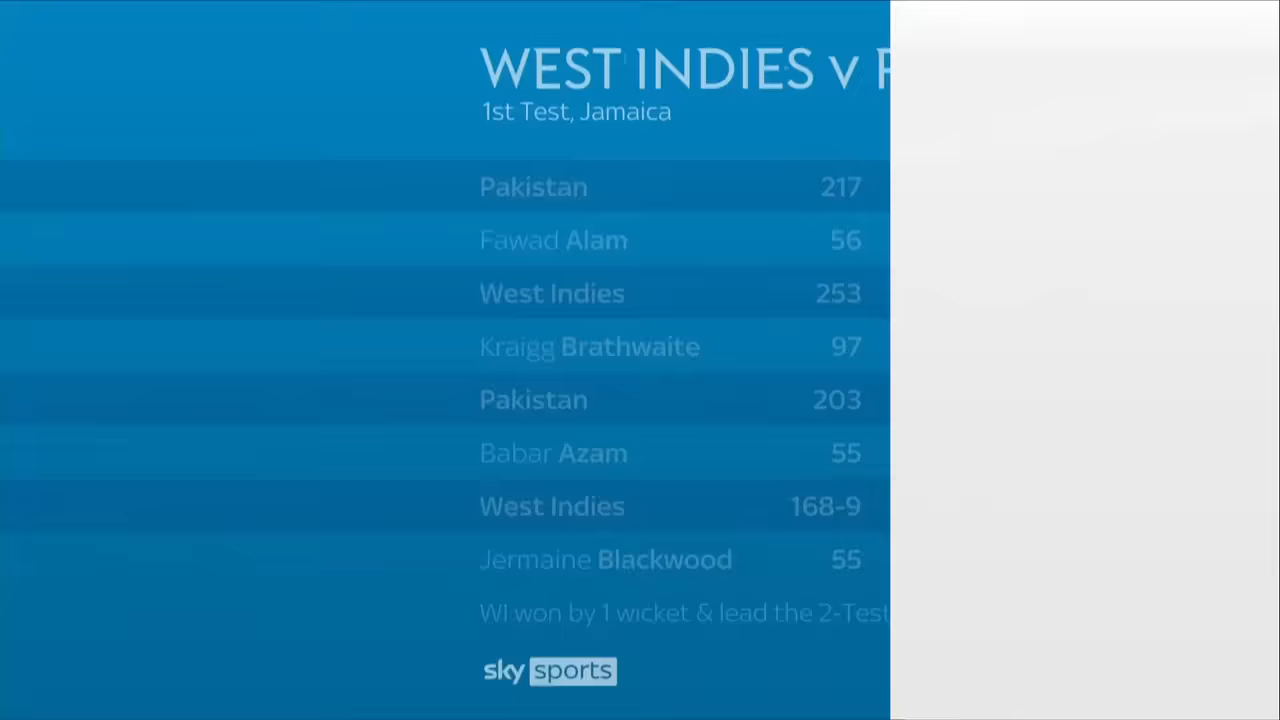 WEST INDIES v
1st Test, Jamaica
Pakistan 217
Fawad Alam 56
West Indies 253
Kraigg Brathwaite 97
Pakistan 203
Babar Azam 55
West Indies 168-9
Jermaine Blackwood 55
WI won by 1 wicket & lead the 2-Test
sky sports